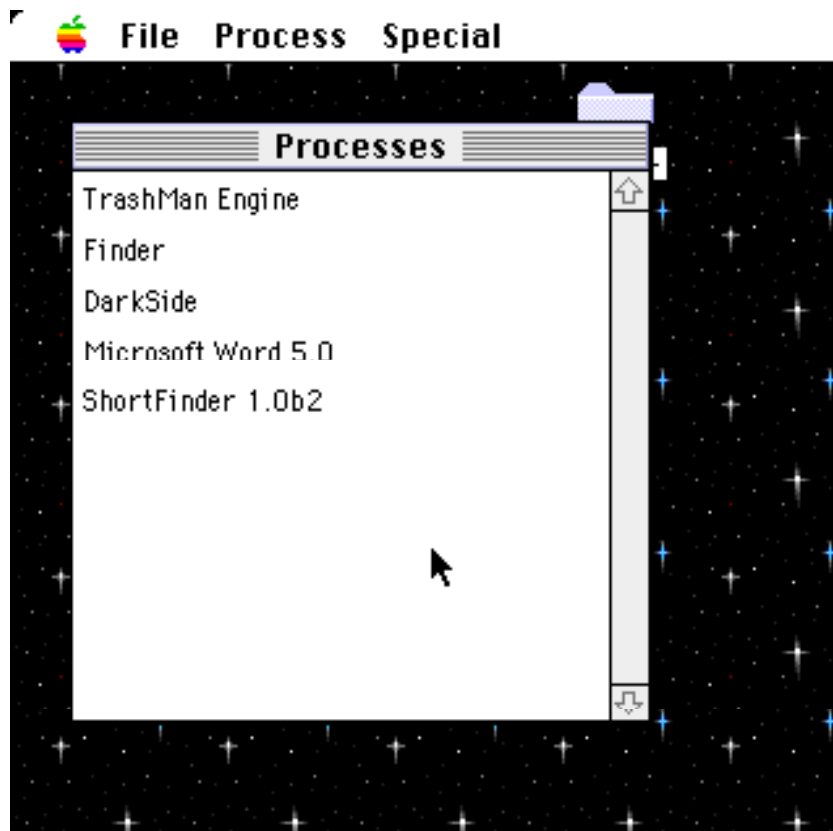 File Process Special
Processes
TrashMan Engine
Finder
DarkSide
Microsoft Word 5.0
ShortFinder 1.0b2